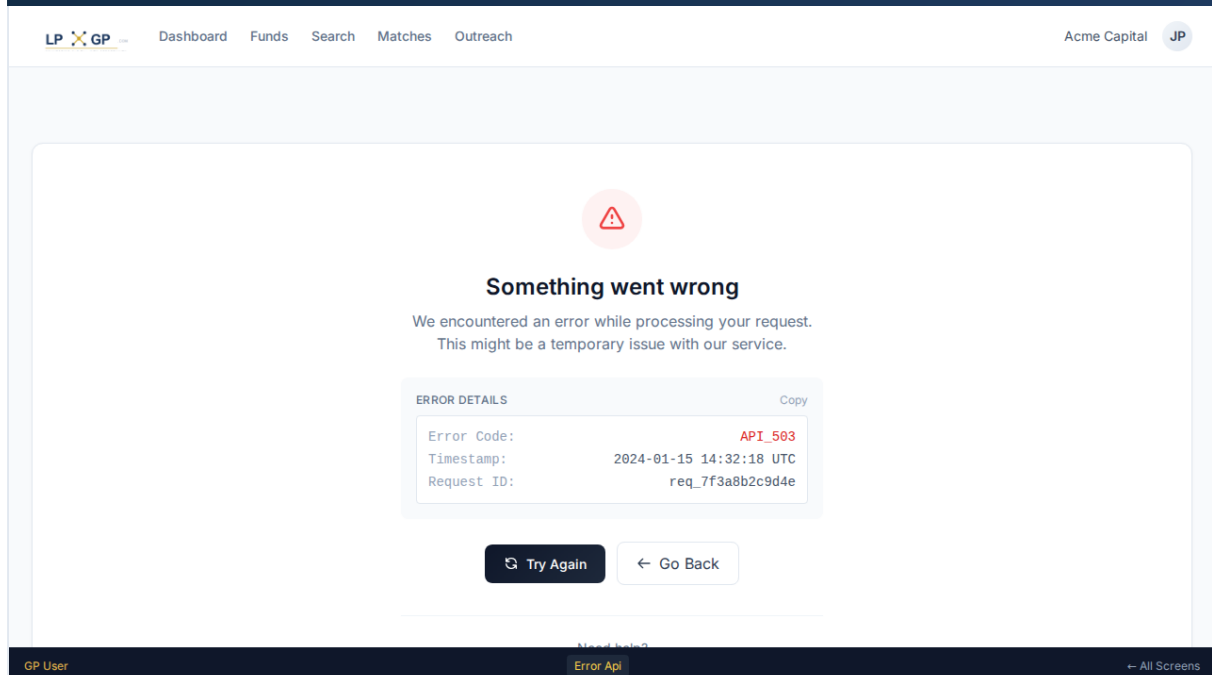 LP GP
Dashboard Funds Search Matches Outreach
Acme Capital JP
Something went wrong
We encountered an error while processing your request.
This might be a temporary issue with our service.
ERROR DETAILS Copy
Error Code: API_503
Timestamp: 2024-01-15 14:32:18 UTC
Request ID: req_7f3a8b2c9d4e
Try Again ← Go Back
Need help?
GP User Error Api ← All Screens